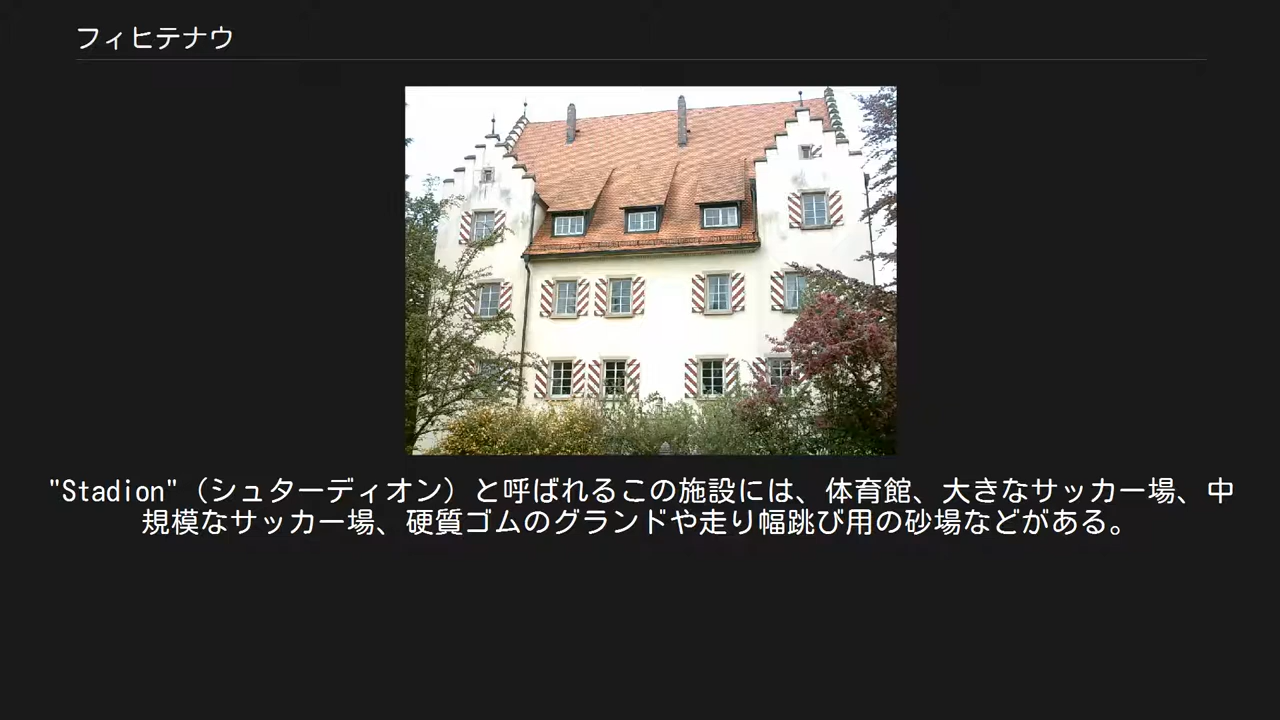 フィヒテナウ
"Stadion"（シュターディオン）と呼ばれるこの施設には、体育館、大きなサッカー場、中
規模なサッカー場、硬質ゴムのグランドや走り幅跳び用の砂場などがある。